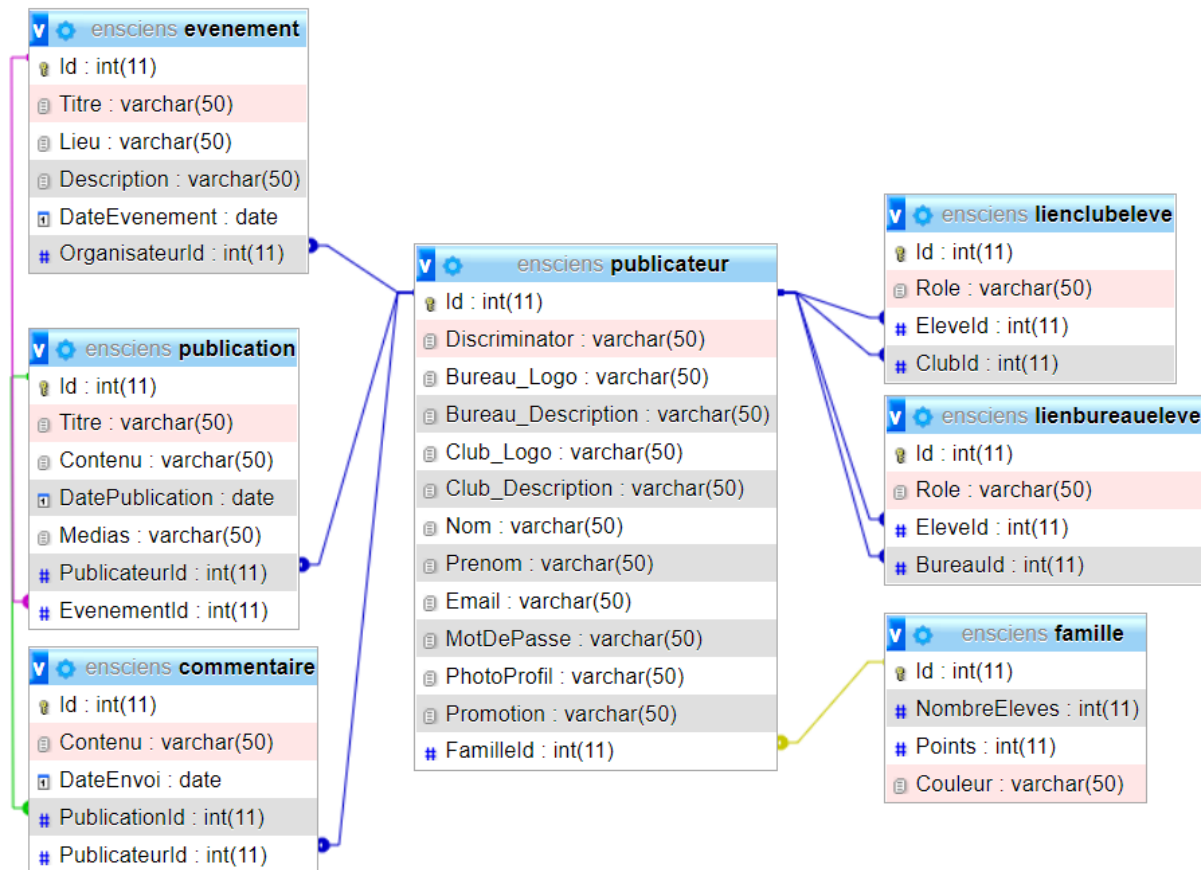 v ensciens evenement
Id : int(11)
Titre : varchar(50)
Lieu : varchar(50)
Description : varchar(50)
DateEvenement : date
# OrganisateurId : int(11)
v ensciens publication
Id : int(11)
Titre : varchar(50)
Contenu : varchar(50)
DatePublication : date
Medias : varchar(50)
# PublicateurId : int(11)
# EvenementId : int(11)
v ensciens commentaire
Id : int(11)
Contenu : varchar(50)
DateEnvoi : date
# PublicationId : int(11)
# PublicateurId : int(11)
v ensciens publicateur
Id : int(11)
Discriminator : varchar(50)
Bureau_Logo : varchar(50)
Bureau_Description : varchar(50)
Club_Logo : varchar(50)
Club_Description : varchar(50)
Nom : varchar(50)
Prenom : varchar(50)
Email : varchar(50)
MotDePasse : varchar(50)
PhotoProfil : varchar(50)
Promotion : varchar(50)
# FamilleId : int(11)
v ensciens lienclubeleve
Id : int(11)
Role : varchar(50)
# EleveId : int(11)
# ClubId : int(11)
v ensciens lienbureaueleve
Id : int(11)
Role : varchar(50)
# EleveId : int(11)
# BureauId : int(11)
v ensciens famille
Id : int(11)
# NombreEleves : int(11)
# Points : int(11)
Couleur : varchar(50)